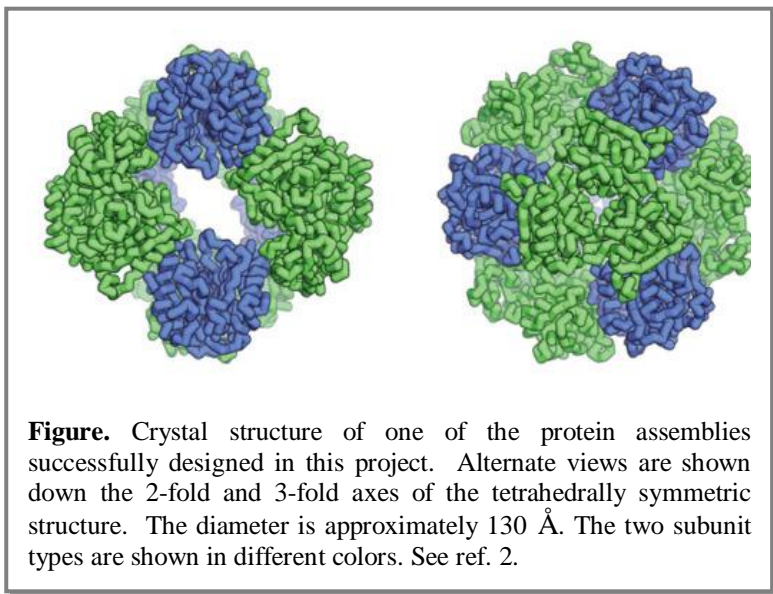 Figure. Crystal structure of one of the protein assemblies
successfully designed in this project. Alternate views are shown
down the 2-fold and 3-fold axes of the tetrahedrally symmetric
structure. The diameter is approximately 130 Å. The two subunit
types are shown in different colors. See ref. 2.